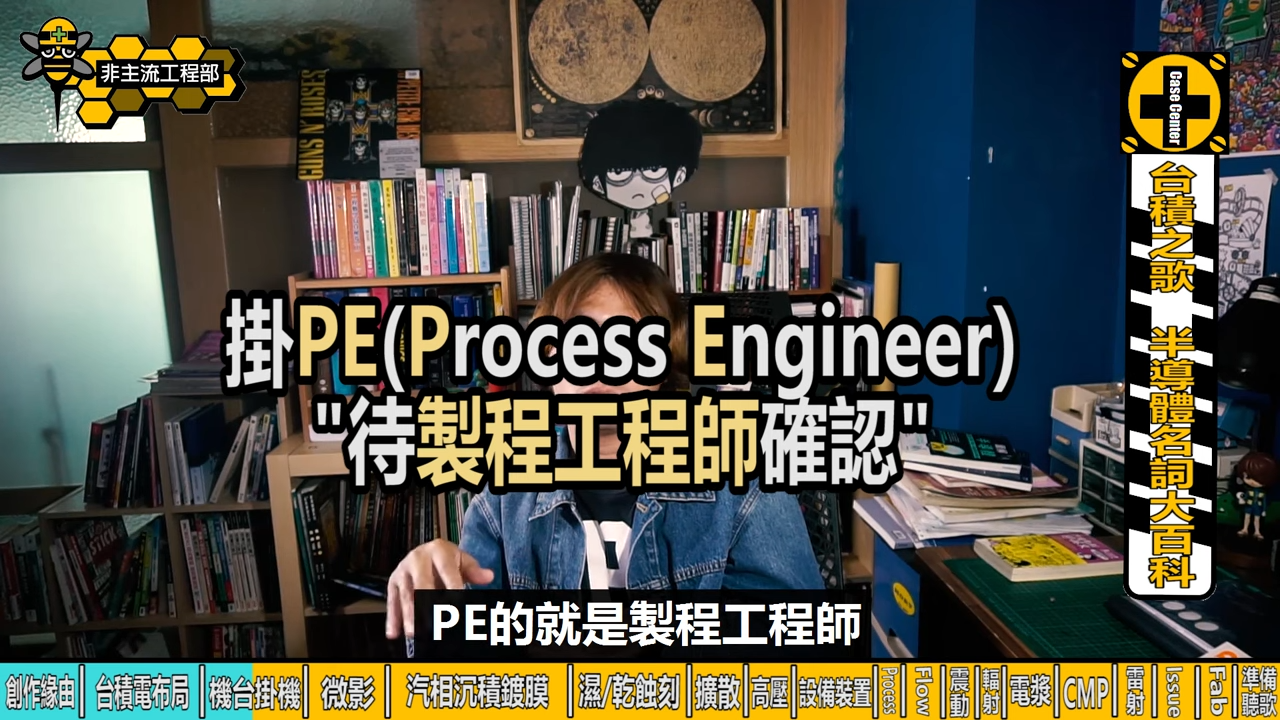 非主流工程部
GUNS N' ROSES
Case Center
台積之歌 半導體名詞大百科
掛PE(Process Engineer)
"待製程工程師確認"
PE的就是製程工程師
創作緣由
台積電布局
機台掛機
微影
汽相沉積鍍膜
濕/乾蝕刻
擴散
高壓
設備裝置
Process
Flow
震動
輻射
電漿
CMP
雷射
Issue
Fab
準備聽歌